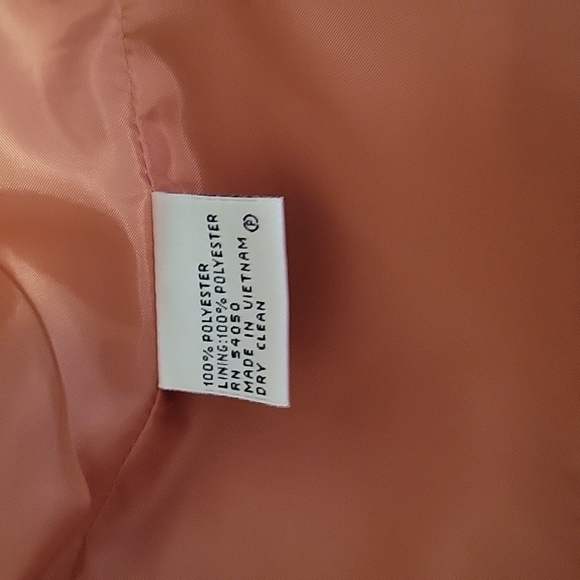 100% POLYESTER
LINING:100% POLYESTER
RN 54050
MADE IN VIETNAM Ⓟ
DRY CLEAN